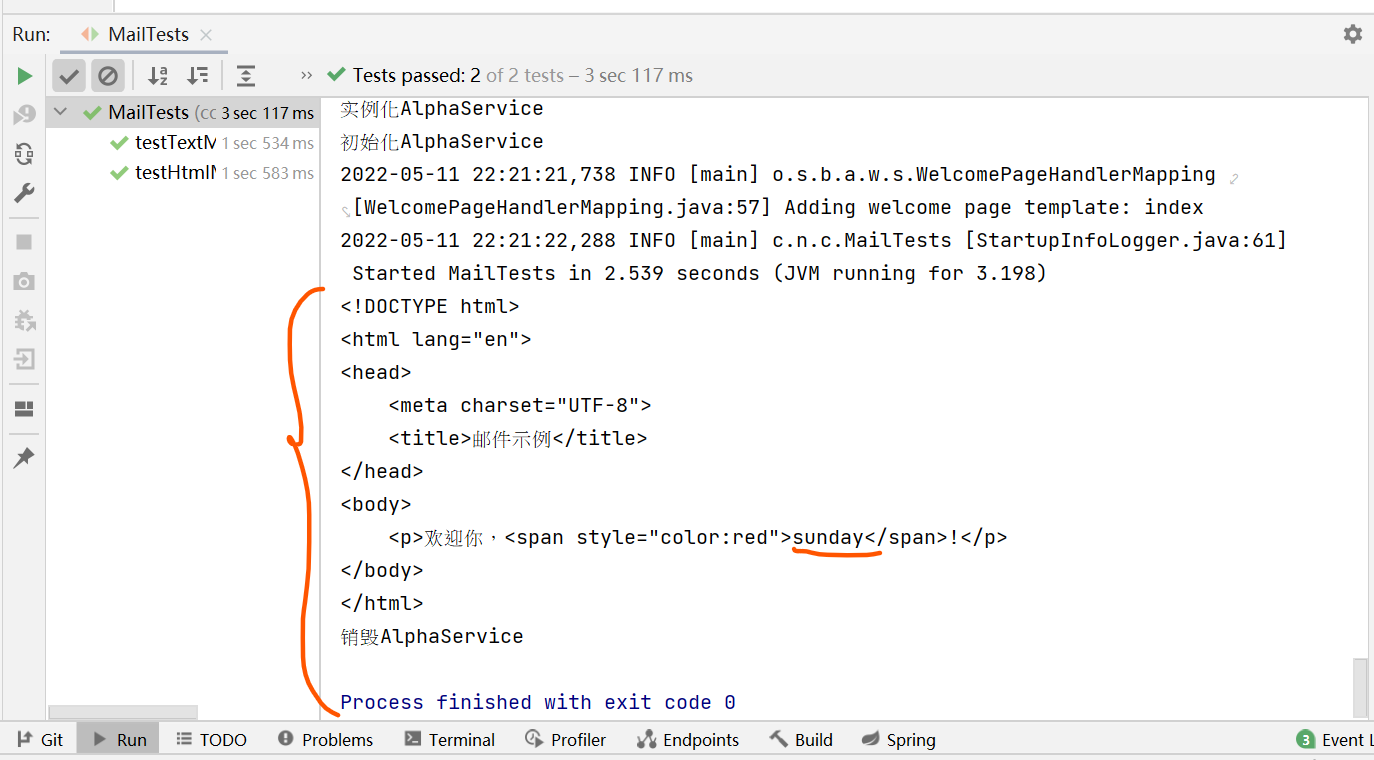 Run: MailTests
Tests passed: 2 of 2 tests – 3 sec 117 ms
MailTests (cc 3 sec 117 ms
testTextM 1 sec 534 ms
testHtmlM 1 sec 583 ms
实例化AlphaService
初始化AlphaService
2022-05-11 22:21:21,738 INFO [main] o.s.b.a.w.s.WelcomePageHandlerMapping
[WelcomePageHandlerMapping.java:57] Adding welcome page template: index
2022-05-11 22:21:22,288 INFO [main] c.n.c.MailTests [StartupInfoLogger.java:61]
Started MailTests in 2.539 seconds (JVM running for 3.198)
<!DOCTYPE html>
<html lang="en">
<head>
    <meta charset="UTF-8">
    <title>邮件示例</title>
</head>
<body>
    <p>欢迎你，<span style="color:red">sunday</span>!</p>
</body>
</html>
销毁AlphaService
Process finished with exit code 0
Git Run TODO Problems Terminal Profiler Endpoints Build Spring 3 Event L